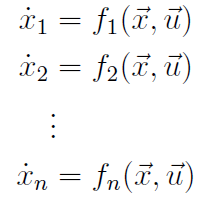 ẋ₁ = f₁(x⃗, u⃗)
ẋ₂ = f₂(x⃗, u⃗)
⋮
ẋₙ = fₙ(x⃗, u⃗)